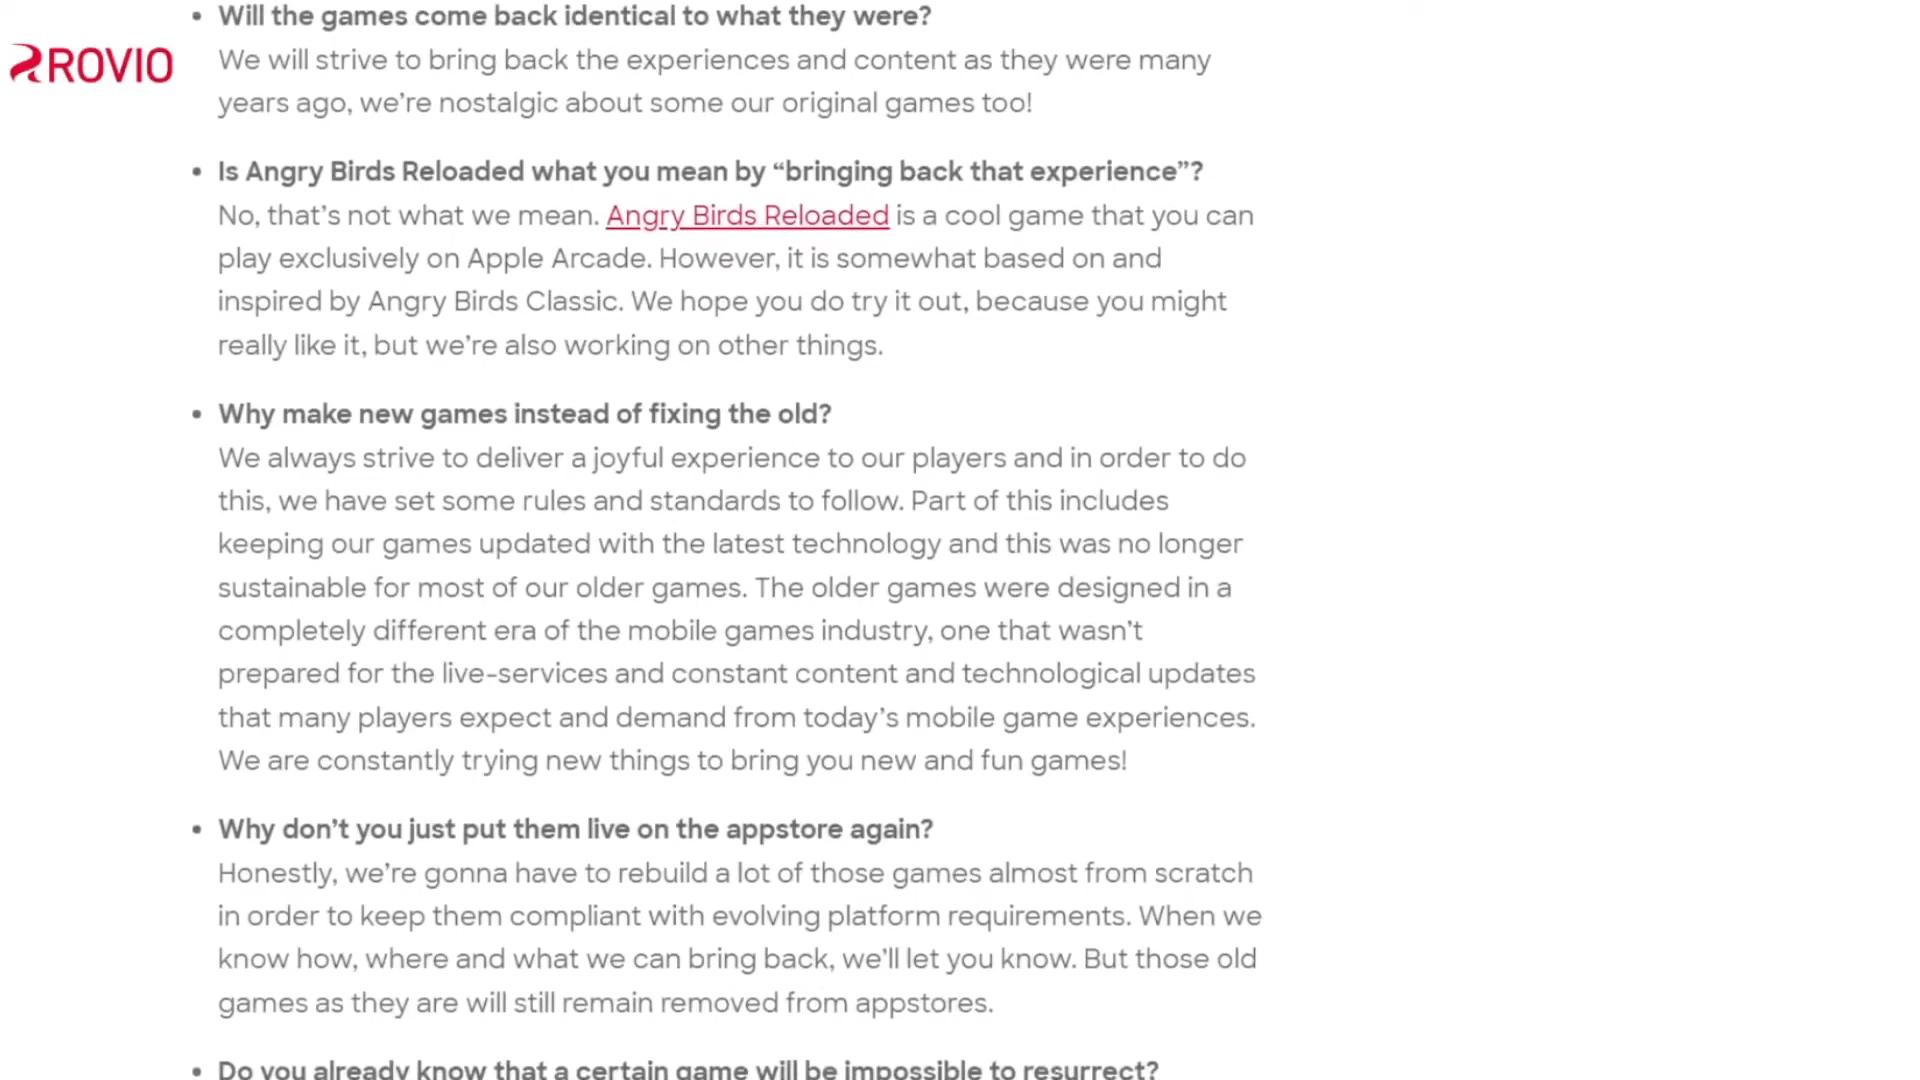 • Will the games come back identical to what they were?
ROVIO
We will strive to bring back the experiences and content as they were many
years ago, we’re nostalgic about some our original games too!
• Is Angry Birds Reloaded what you mean by “bringing back that experience”?
No, that’s not what we mean. Angry Birds Reloaded is a cool game that you can
play exclusively on Apple Arcade. However, it is somewhat based on and
inspired by Angry Birds Classic. We hope you do try it out, because you might
really like it, but we’re also working on other things.
• Why make new games instead of fixing the old?
We always strive to deliver a joyful experience to our players and in order to do
this, we have set some rules and standards to follow. Part of this includes
keeping our games updated with the latest technology and this was no longer
sustainable for most of our older games. The older games were designed in a
completely different era of the mobile games industry, one that wasn’t
prepared for the live-services and constant content and technological updates
that many players expect and demand from today’s mobile game experiences.
We are constantly trying new things to bring you new and fun games!
• Why don’t you just put them live on the appstore again?
Honestly, we’re gonna have to rebuild a lot of those games almost from scratch
in order to keep them compliant with evolving platform requirements. When we
know how, where and what we can bring back, we’ll let you know. But those old
games as they are will still remain removed from appstores.
• Do you already know that a certain game will be impossible to resurrect?